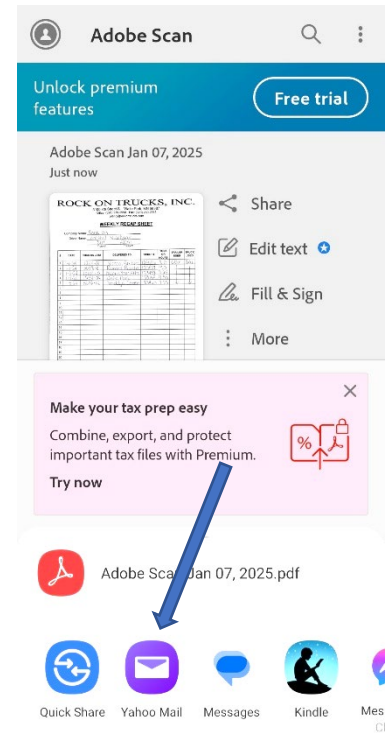 Adobe Scan
Unlock premium
features
Free trial
Adobe Scan Jan 07, 2025
Just now
ROCK ON TRUCKS, INC.
WEEKLY RECAP SHEET
Share
Edit text
Fill & Sign
More
Make your tax prep easy
Combine, export, and protect
important tax files with Premium.
Try now
Adobe Scan Jan 07, 2025.pdf
Quick Share
Yahoo Mail
Messages
Kindle
Mes